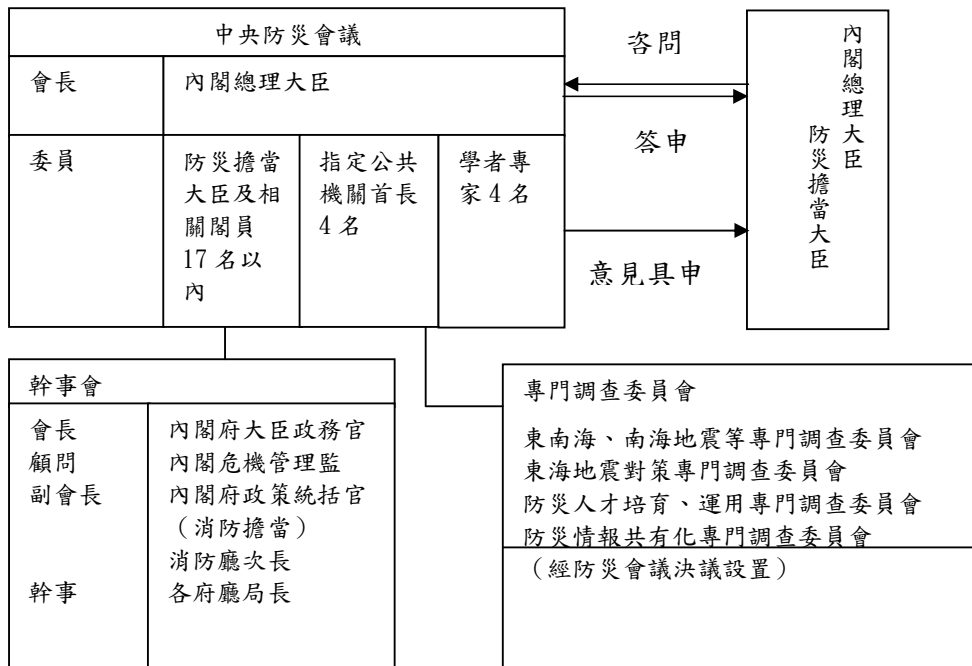 中央防災會議
會長
內閣總理大臣
委員
防災擔當
大臣及相
關閣員
17 名以
內
指定公共
機關首長
4 名
學者專
家 4 名
咨問
答申
意見具申
內閣總理大臣
防災擔當大臣
幹事會
會長
內閣府大臣政務官
顧問
內閣危機管理監
副會長
內閣府政策統括官
（消防擔當）
消防廳次長
幹事
各府廳局長
專門調查委員會
東南海、南海地震等專門調查委員會
東海地震對策專門調查委員會
防災人才培育、運用專門調查委員會
防災情報共有化專門調查委員會
（經防災會議決議設置）